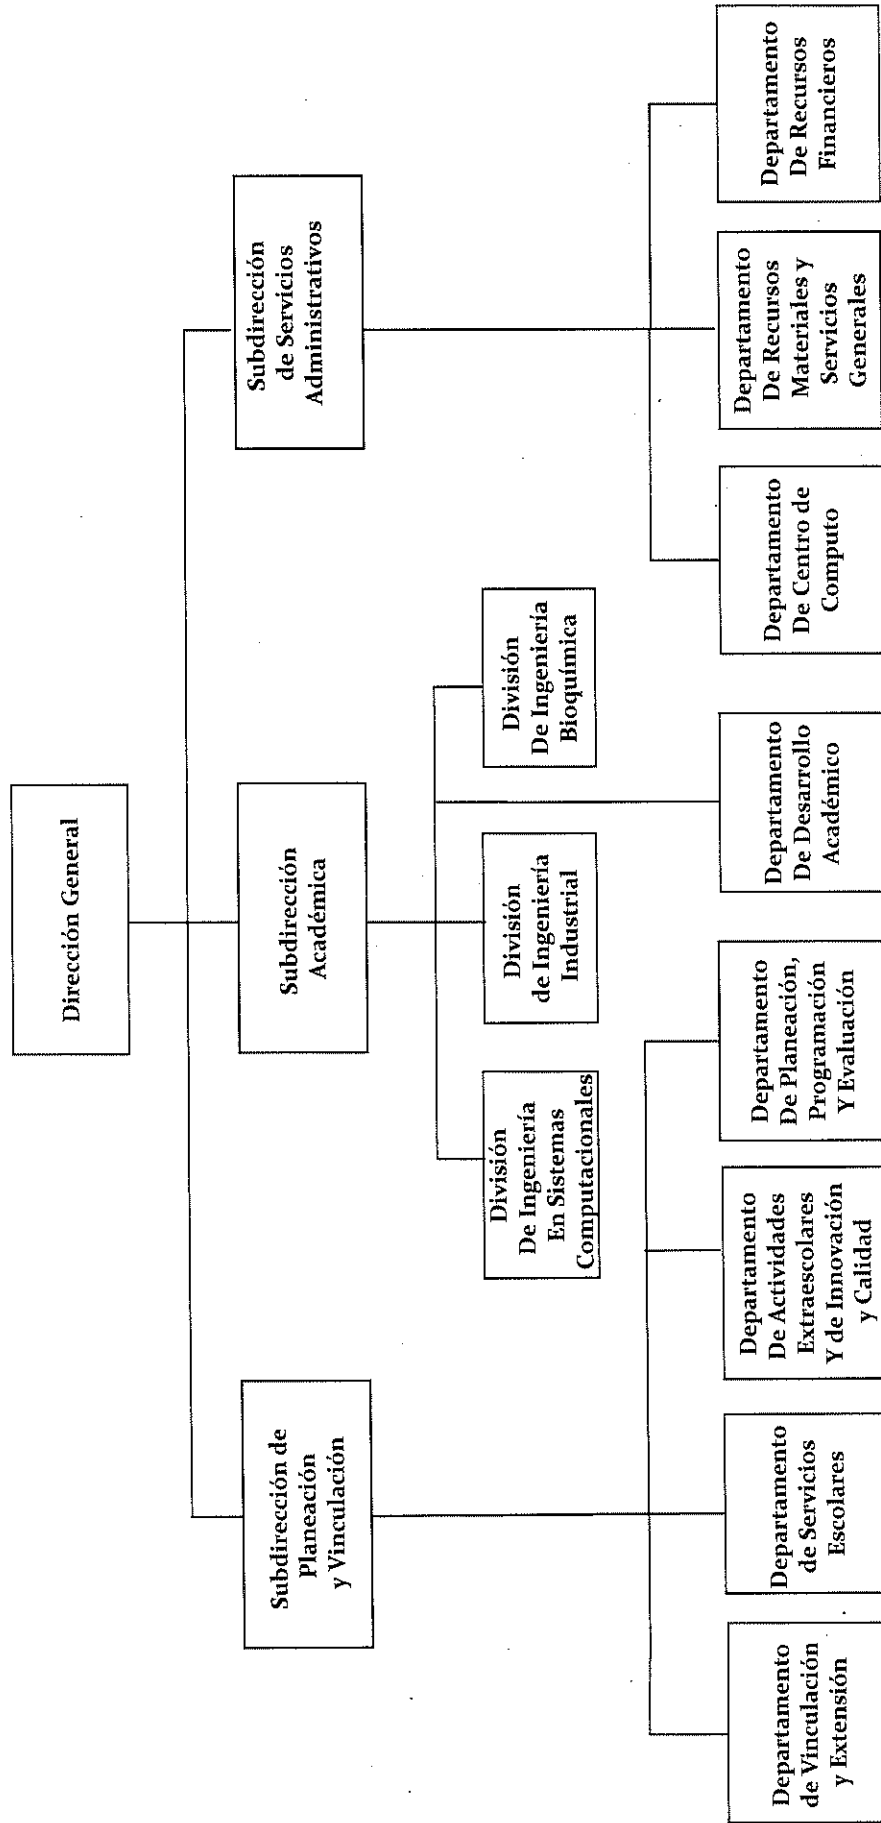 Dirección General
Subdirección de
Planeación
y Vinculación
Subdirección
Académica
Subdirección
de Servicios
Administrativos
División
De Ingeniería
En Sistemas
Computacionales
División
de Ingeniería
Industrial
División
De Ingeniería
Bioquímica
Departamento
de Vinculación
y Extensión
Departamento
de Servicios
Escolares
Departamento
De Actividades
Extraescolares
Y de Innovación
y Calidad
Departamento
De Planeación,
Programación
Y Evaluación
Departamento
De Desarrollo
Académico
Departamento
De Centro de
Computo
Departamento
De Recursos
Materiales y
Servicios
Generales
Departamento
De Recursos
Financieros